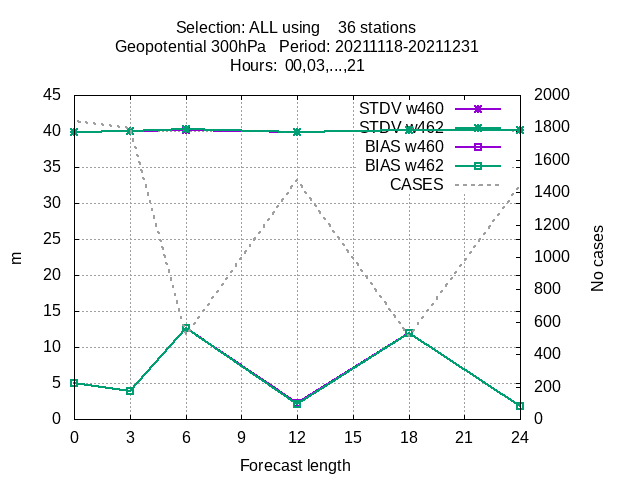 Selection: ALL using    36 stations
Geopotential 300hPa   Period: 20211118-20211231
Hours:  00,03,...,21
45 2000
STDV w460
40 1800
STDV w462
BIAS w460
35 1600
BIAS w462
CASES
30 1400
1200
25
m
No cases
1000
20
800
15
600
10
400
5 200
0 0
0 3 6 9 12 15 18 21 24
Forecast length